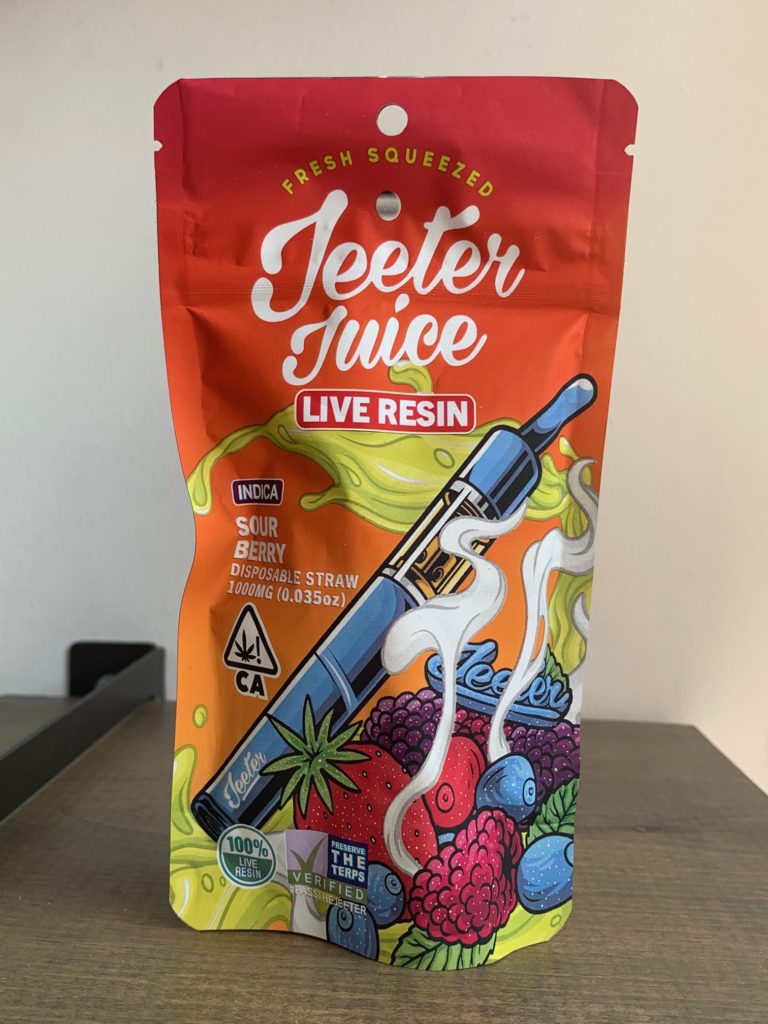 FRESH SQUEEZED
Jeeter
Juice
LIVE RESIN
INDICA
SOUR
BERRY
DISPOSABLE STRAW
1000MG (0.035oz)
CA
Jeeter
Jeeter
100%
LIVE
RESIN
PRESERVE
THE
TERPS
VERIFIED
#PASSTHEJEETER